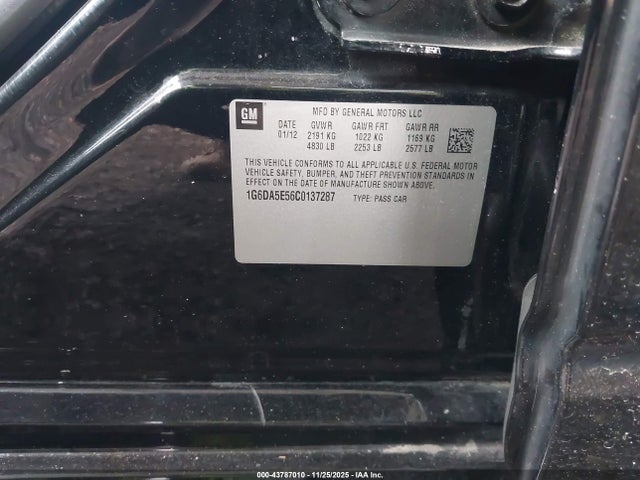 GM
MFD BY GENERAL MOTORS LLC
DATE GVWR GAWR FRT GAWR RR
01/12 2191 KG 1022 KG 1169 KG
4830 LB 2253 LB 2577 LB
THIS VEHICLE CONFORMS TO ALL APPLICABLE U.S. FEDERAL MOTOR
VEHICLE SAFETY, BUMPER, AND THEFT PREVENTION STANDARDS IN
EFFECT ON THE DATE OF MANUFACTURE SHOWN ABOVE.
1G6DA5E56C0137287 TYPE: PASS CAR
000-43787010 - 11/25/2025 - IAAI.COM